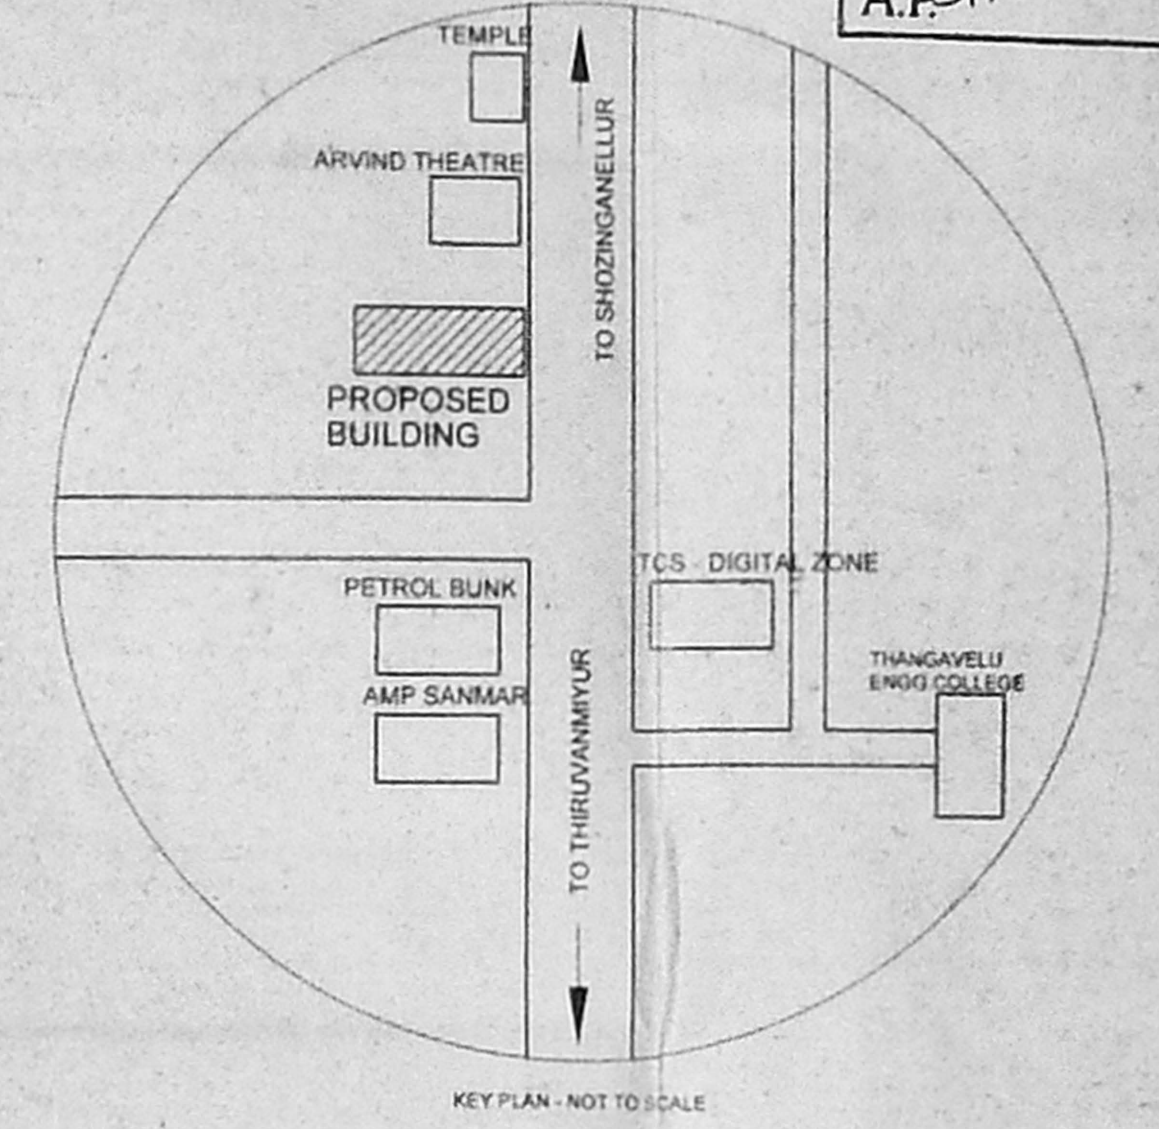 A.P.
TEMPLE
ARVIND THEATRE
TO SHOZINGANELLUR
PROPOSED
BUILDING
TCS - DIGITAL ZONE
PETROL BUNK
THANGAVELU
ENGG.COLLEGE
AMP SANMAR
TO THIRUVANMIYUR
KEY PLAN - NOT TO SCALE